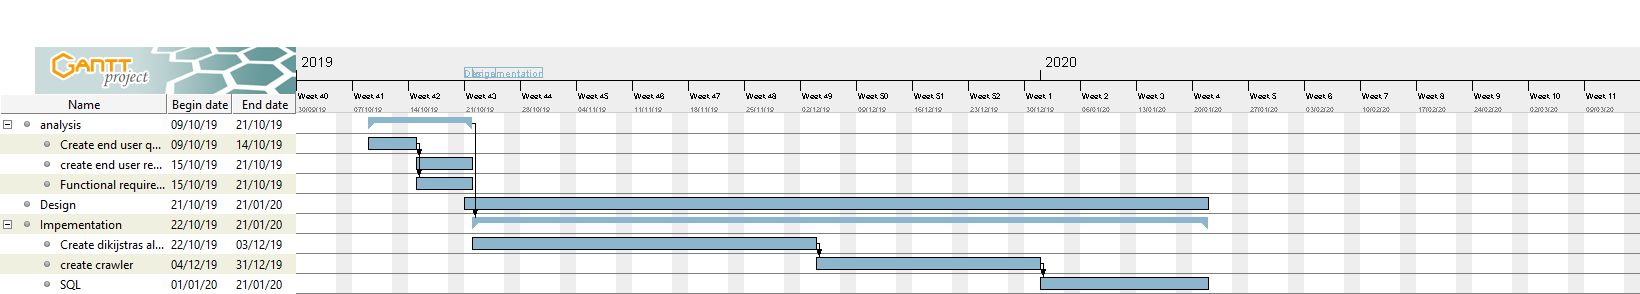 GANTT
project
2019
2020
Week 40 Week 41 Week 42 Week 43 Week 44 Week 45 Week 46 Week 47 Week 48 Week 49 Week 50 Week 51 Week 52 Week 1 Week 2 Week 3 Week 4 Week 5 Week 6 Week 7 Week 8 Week 9 Week 10 Week 11
30/09/19 07/10/19 14/10/19 21/10/19 28/10/19 04/11/19 11/11/19 18/11/19 25/11/19 02/12/19 09/12/19 16/12/19 23/12/19 30/12/19 06/01/20 13/01/20 20/01/20 27/01/20 03/02/20 10/02/20 17/02/20 24/02/20 02/03/20 09/03/20
Name Begin date End date
analysis 09/10/19 21/10/19
Create end user q... 09/10/19 14/10/19
create end user re... 15/10/19 21/10/19
Functional require... 15/10/19 21/10/19
Design 21/10/19 21/01/20
Impementation 22/10/19 21/01/20
Create dikijstras al... 22/10/19 03/12/19
create crawler 04/12/19 31/12/19
SQL 01/01/20 21/01/20